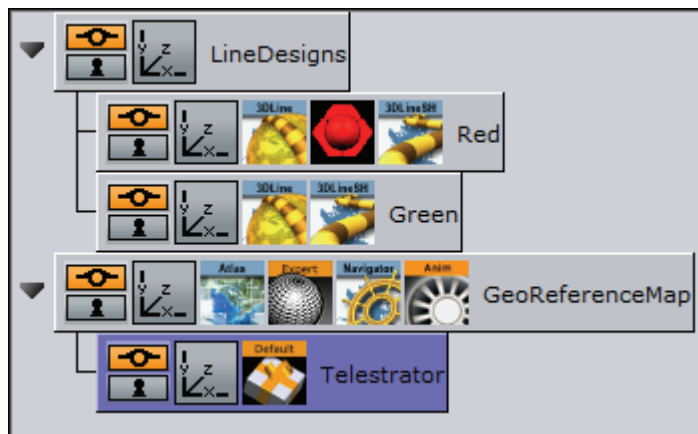 y z x LineDesigns
y z x 3DLine 3DLineSH Red
y z x 3DLine 3DLineSH Green
y z x Atlas Expert Navigator Anim GeoReferenceMap
y z x Default Telestrator